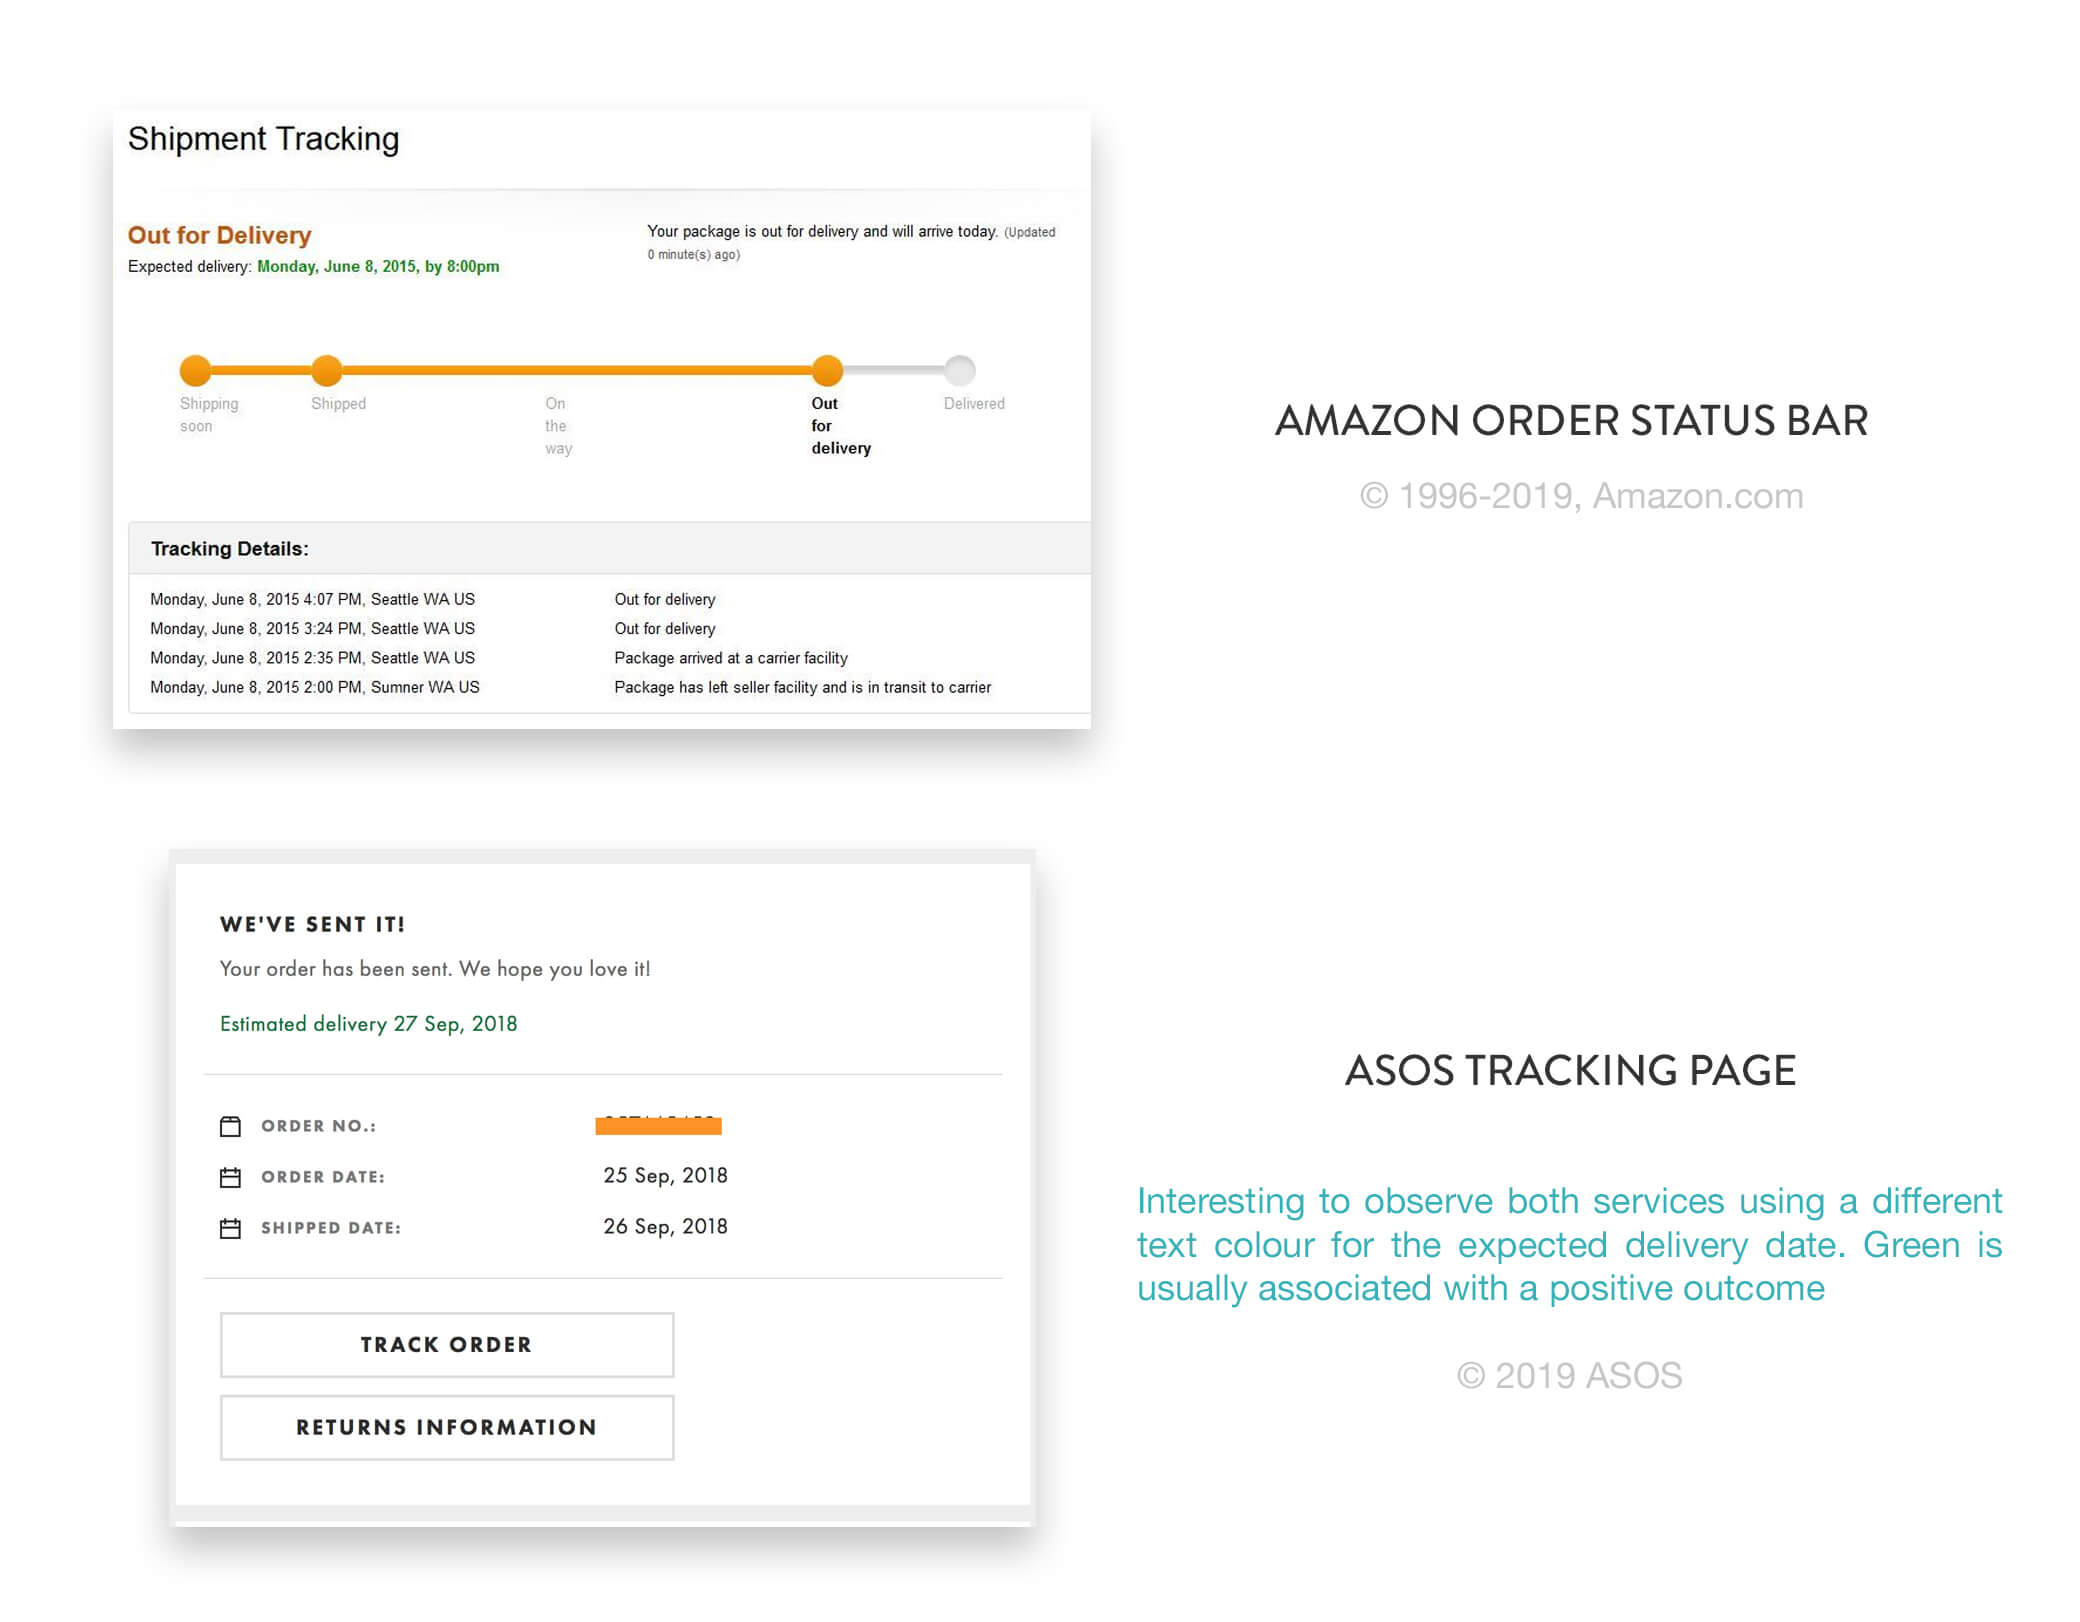 Shipment Tracking
Out for Delivery
Expected delivery: Monday, June 8, 2015, by 8:00pm
Your package is out for delivery and will arrive today. (Updated
0 minute(s) ago)
Shipping
soon
Shipped
On
the
way
Out
for
delivery
Delivered
Tracking Details:
Monday, June 8, 2015 4:07 PM, Seattle WA US Out for delivery
Monday, June 8, 2015 3:24 PM, Seattle WA US Out for delivery
Monday, June 8, 2015 2:35 PM, Seattle WA US Package arrived at a carrier facility
Monday, June 8, 2015 2:00 PM, Sumner WA US Package has left seller facility and is in transit to carrier
AMAZON ORDER STATUS BAR
© 1996-2019, Amazon.com
WE'VE SENT IT!
Your order has been sent. We hope you love it!
Estimated delivery 27 Sep, 2018
ORDER NO.:
ORDER DATE: 25 Sep, 2018
SHIPPED DATE: 26 Sep, 2018
TRACK ORDER
RETURNS INFORMATION
ASOS TRACKING PAGE
Interesting to observe both services using a different
text colour for the expected delivery date. Green is
usually associated with a positive outcome
© 2019 ASOS